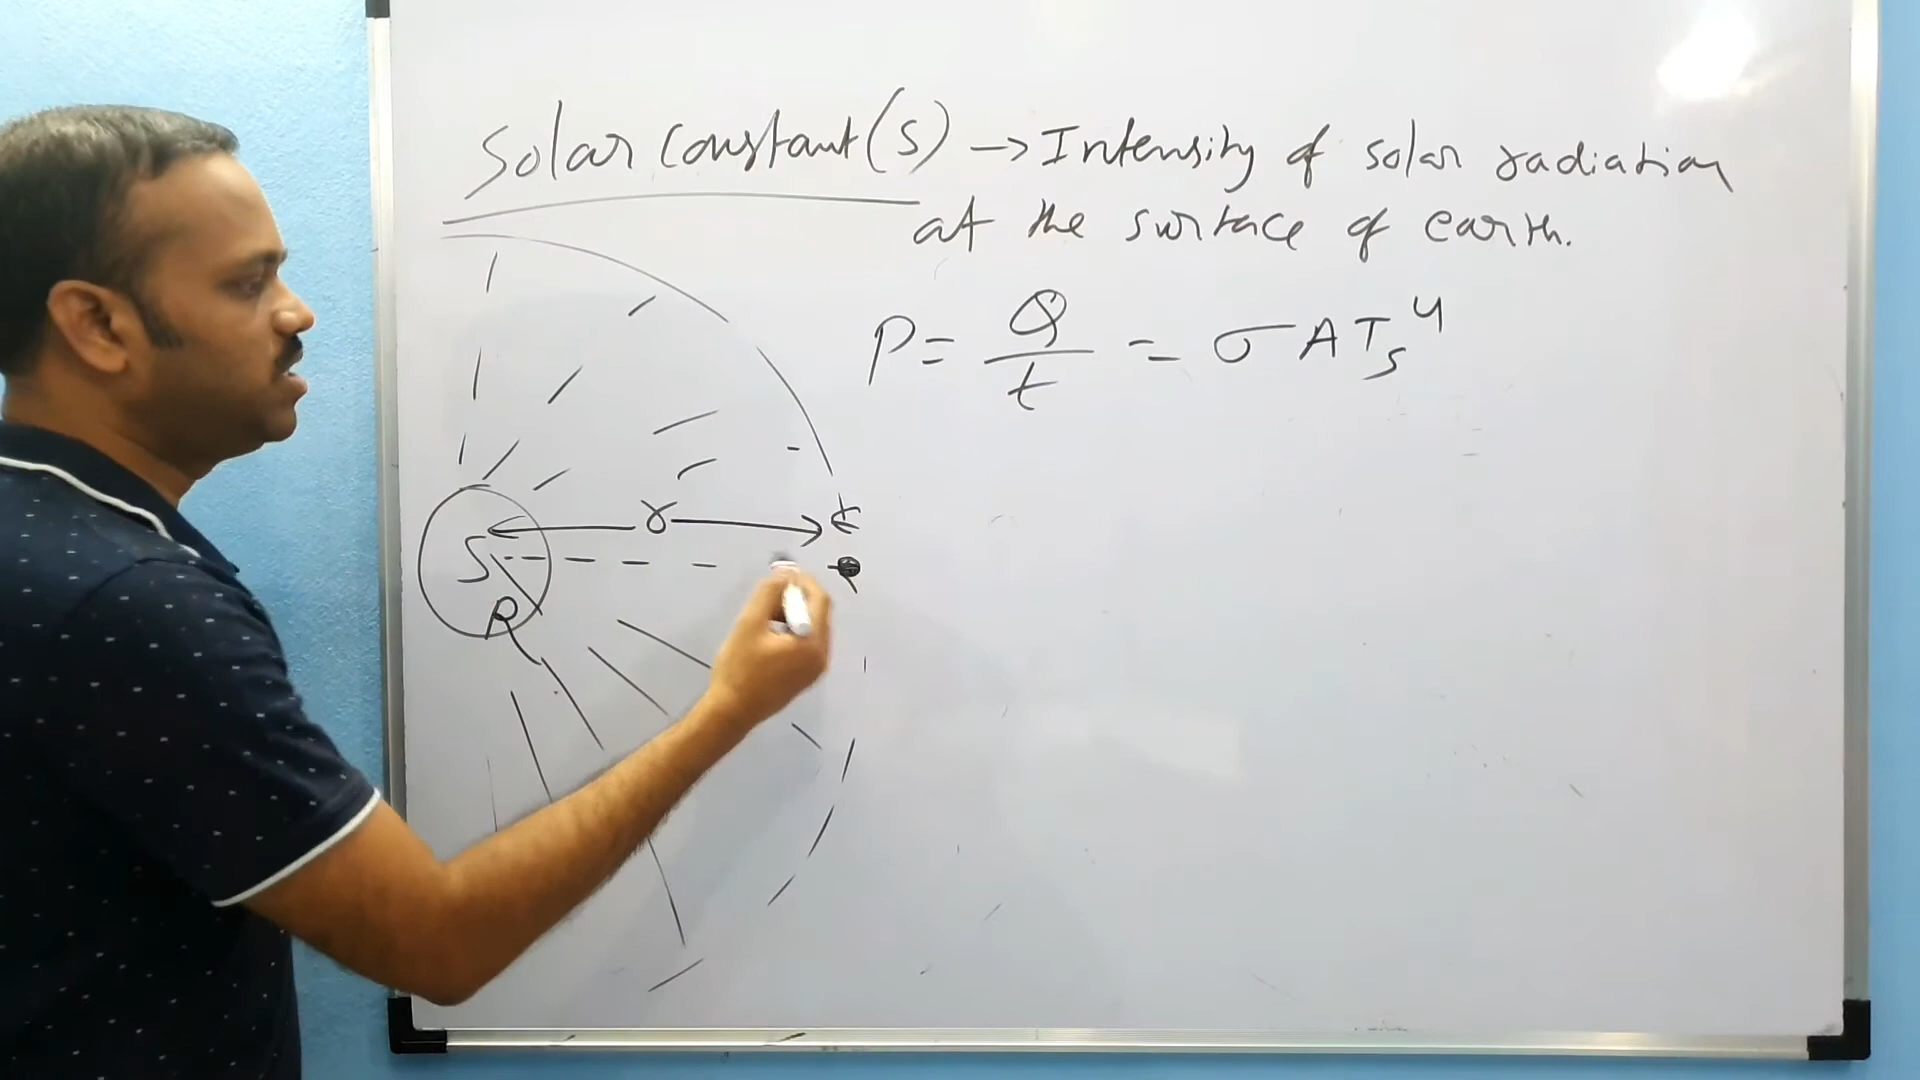 Solar constant (S) → Intensity of solar radiation
at the surface of earth.
P = Q/t = σ A Ts⁴
r
E
S
R